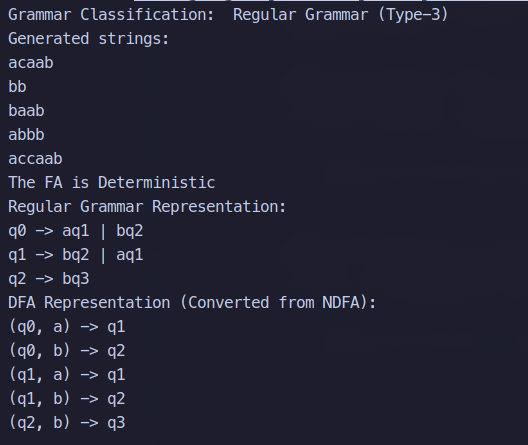 Grammar Classification:  Regular Grammar (Type-3)
Generated strings:
acaab
bb
baab
abbb
accaab
The FA is Deterministic
Regular Grammar Representation:
q0 -> aq1 | bq2
q1 -> bq2 | aq1
q2 -> bq3
DFA Representation (Converted from NDFA):
(q0, a) -> q1
(q0, b) -> q2
(q1, a) -> q1
(q1, b) -> q2
(q2, b) -> q3